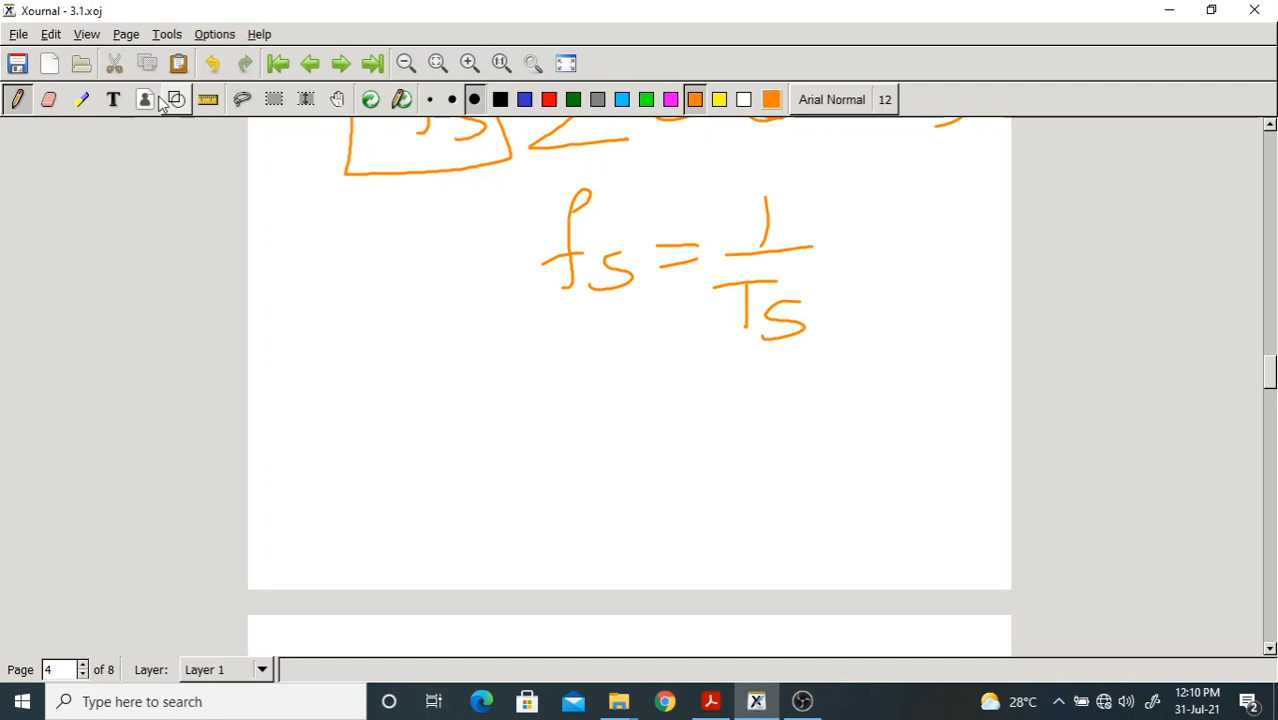 Xournal - 3.1.xoj
File Edit View Page Tools Options Help
T Arial Normal 12
fs = 1/Ts
Page 4 of 8 Layer: Layer 1
Type here to search
28°C
12:10 PM
31-Jul-21
2